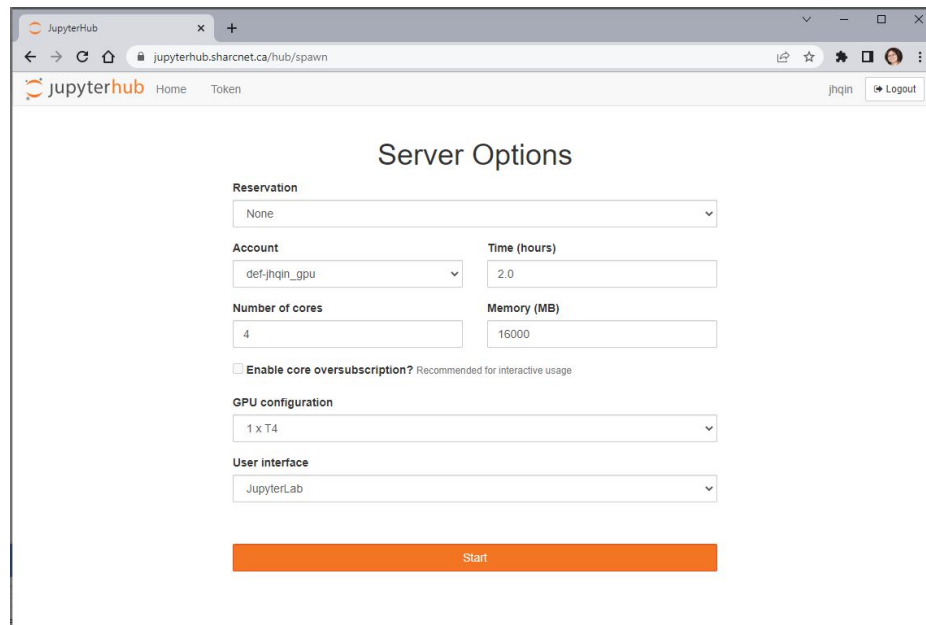 JupyterHub
jupyterhub.sharcnet.ca/hub/spawn
jupyterhub Home Token jhqin Logout
Server Options
Reservation
None
Account Time (hours)
def-jhqin_gpu 2.0
Number of cores Memory (MB)
4 16000
Enable core oversubscription? Recommended for interactive usage
GPU configuration
1 x T4
User interface
JupyterLab
Start